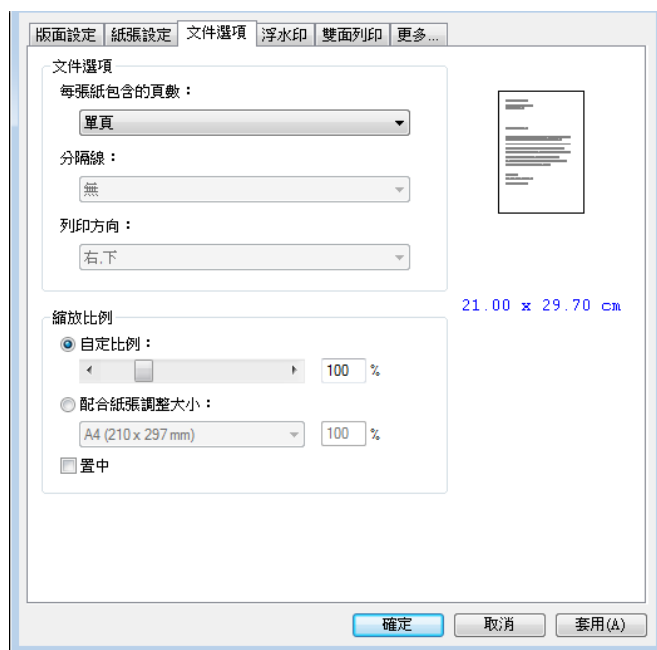 版面設定 紙張設定 文件選項 浮水印 雙面列印 更多...
文件選項
每張紙包含的頁數：
單頁
分隔線：
無
列印方向：
右,下
21.00 x 29.70 cm
縮放比例
自定比例：
100 %
配合紙張調整大小：
A4 (210 x 297 mm) 100 %
置中
確定 取消 套用(A)